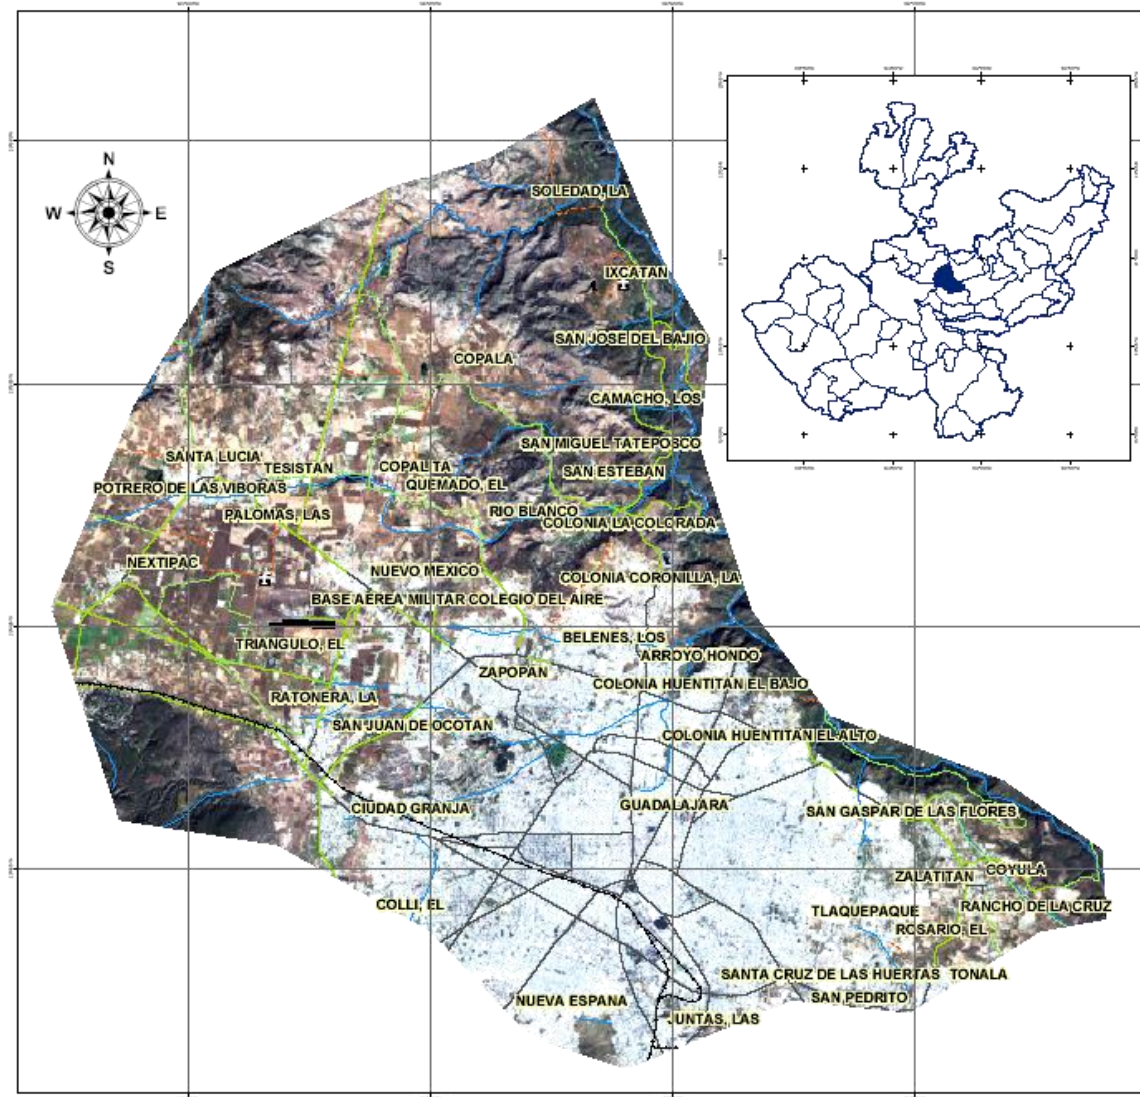 N
W E
S
SOLEDAD, LA
IXCATAN
SAN JOSE DEL BAJIO
COPALA
CAMACHO, LOS
SAN MIGUEL TATEPOSCO
SANTA LUCIA
TESISTAN
COPALITA
SAN ESTEBAN
POTRERO DE LAS VIBORAS
QUEMADO, EL
PALOMAS, LAS
RIO BLANCO
COLONIA LA COLORADA
NEXTIPAC
NUEVO MEXICO
COLONIA CORONILLA, LA
BASE AEREA MILITAR COLEGIO DEL AIRE
TRIANGULO, EL
BELENES, LOS
ARROYO HONDO
ZAPOPAN
COLONIA HUENTITAN EL BAJO
RATONERA, LA
SAN JUAN DE OCOTAN
COLONIA HUENTITAN EL ALTO
CIUDAD GRANJA
GUADALAJARA
SAN GASPAR DE LAS FLORES
ZALATITAN
COYULA
COLLI, EL
TLAQUEPAQUE
RANCHO DE LA CRUZ
ROSARIO, EL
SANTA CRUZ DE LAS HUERTAS
TONALA
NUEVA ESPANA
SAN PEDRITO
JUNTAS, LAS